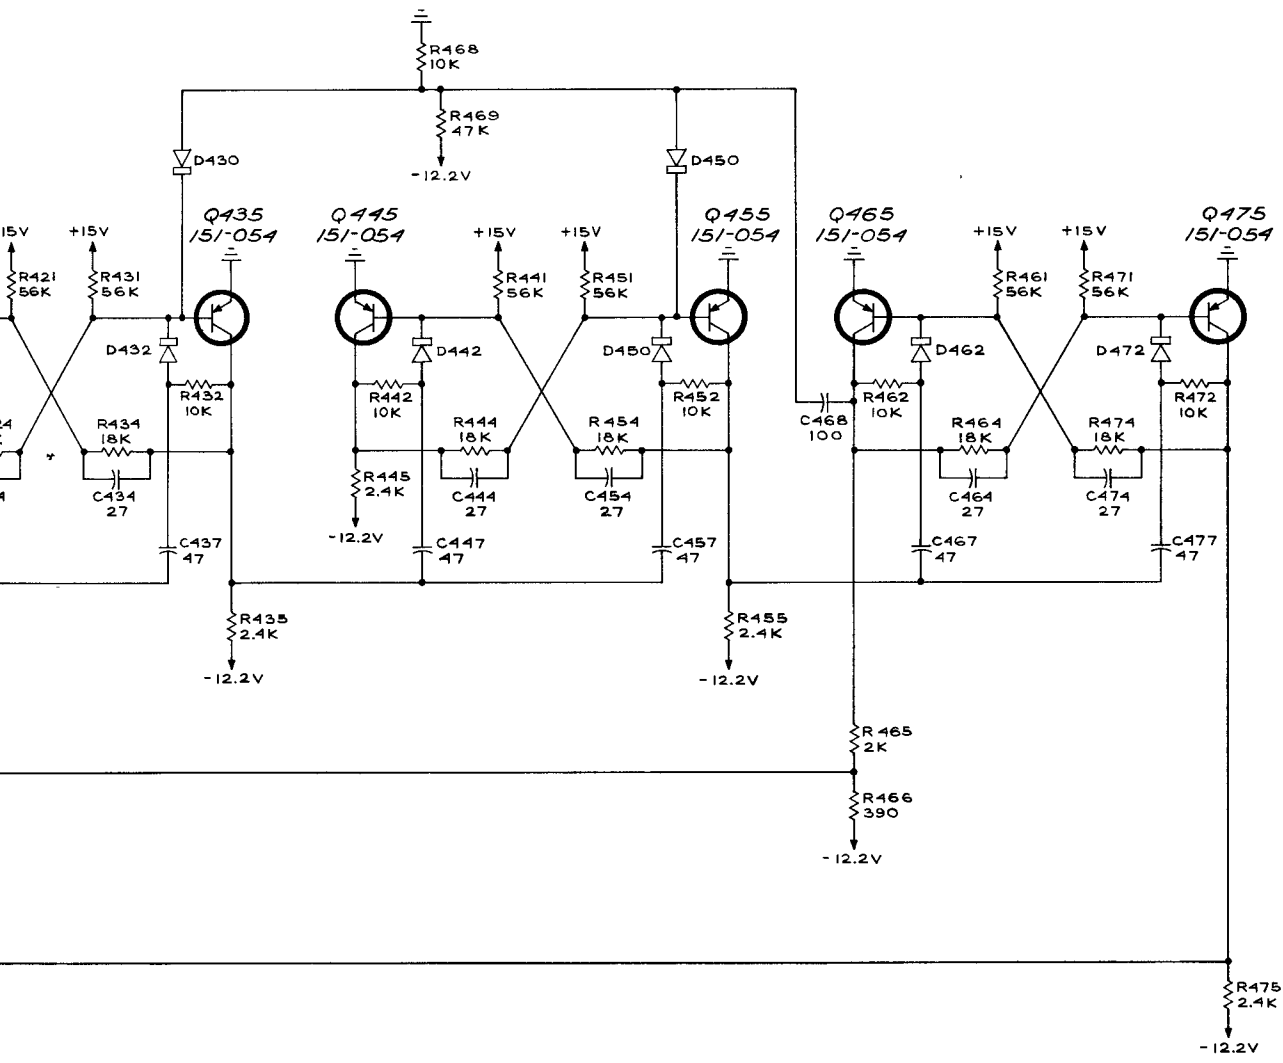 R468
10K
R469
47K
-12.2V
D430
D450
Q435
151-054
Q445
151-054
Q455
151-054
Q465
151-054
Q475
151-054
15V
+15V
+15V
+15V
+15V
+15V
R421
56K
R431
56K
R441
56K
R451
56K
R461
56K
R471
56K
D432
D442
D450
D462
D472
R432
10K
R442
10K
R452
10K
C468
100
R462
10K
R472
10K
R434
18K
R444
18K
R454
18K
R464
18K
R474
18K
C434
27
R445
2.4K
-12.2V
C444
27
C454
27
C464
27
C474
27
C437
47
C447
47
C457
47
C467
47
C477
47
R435
2.4K
-12.2V
R455
2.4K
-12.2V
R465
2K
R466
390
-12.2V
R475
2.4K
-12.2V